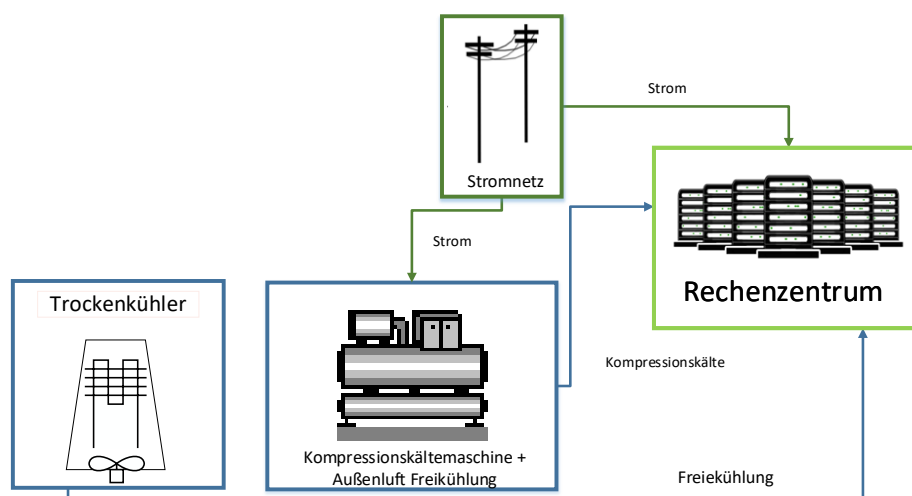 Strom
Stromnetz
Strom
Rechenzentrum
Trockenkühler
Kompressionskälte
Kompressionskältemaschine +
Außenluft Freikühlung
Freiekühlung